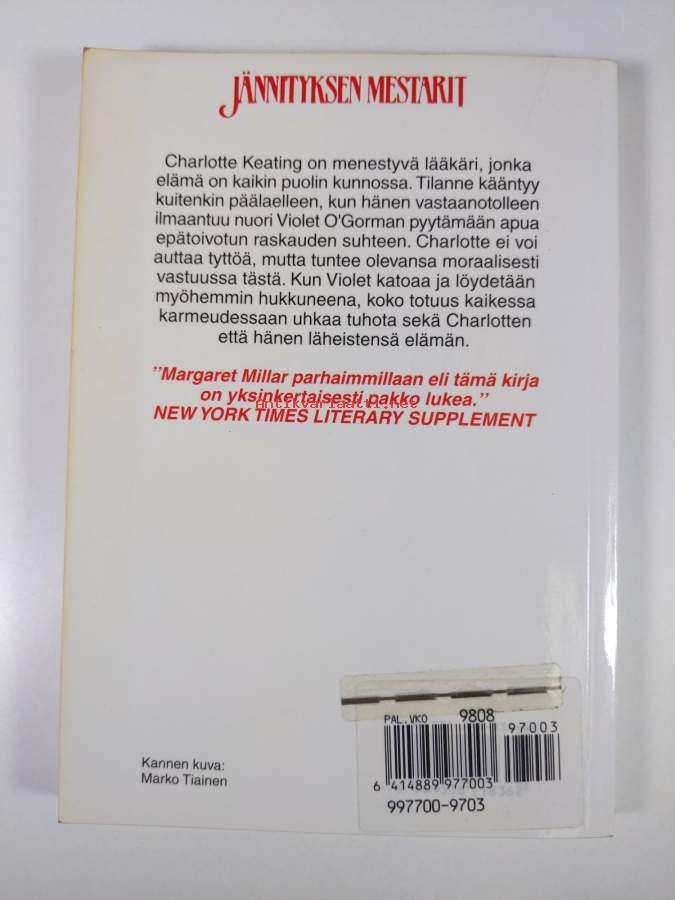 JÄNNITYKSEN MESTARIT
Charlotte Keating on menestyvä lääkäri, jonka
elämä on kaikin puolin kunnossa. Tilanne kääntyy
kuitenkin päälaelleen, kun hänen vastaanotolleen
ilmaantuu nuori Violet O'Gorman pyytämään apua
epätoivotun raskauden suhteen. Charlotte ei voi
auttaa tyttöä, mutta tuntee olevansa moraalisesti
vastuussa tästä. Kun Violet katoaa ja löydetään
myöhemmin hukkuneena, koko totuus kaikessa
karmeudessaan uhkaa tuhota sekä Charlotten
että hänen läheistensä elämän.
"Margaret Millar parhaimmillaan eli tämä kirja
on yksinkertaisesti pakko lukea."
antikvariaatti.net
NEW YORK TIMES LITERARY SUPPLEMENT
PAL.VKO 9808
97003
6 414889 977003
997700-9703
Kannen kuva:
Marko Tiainen